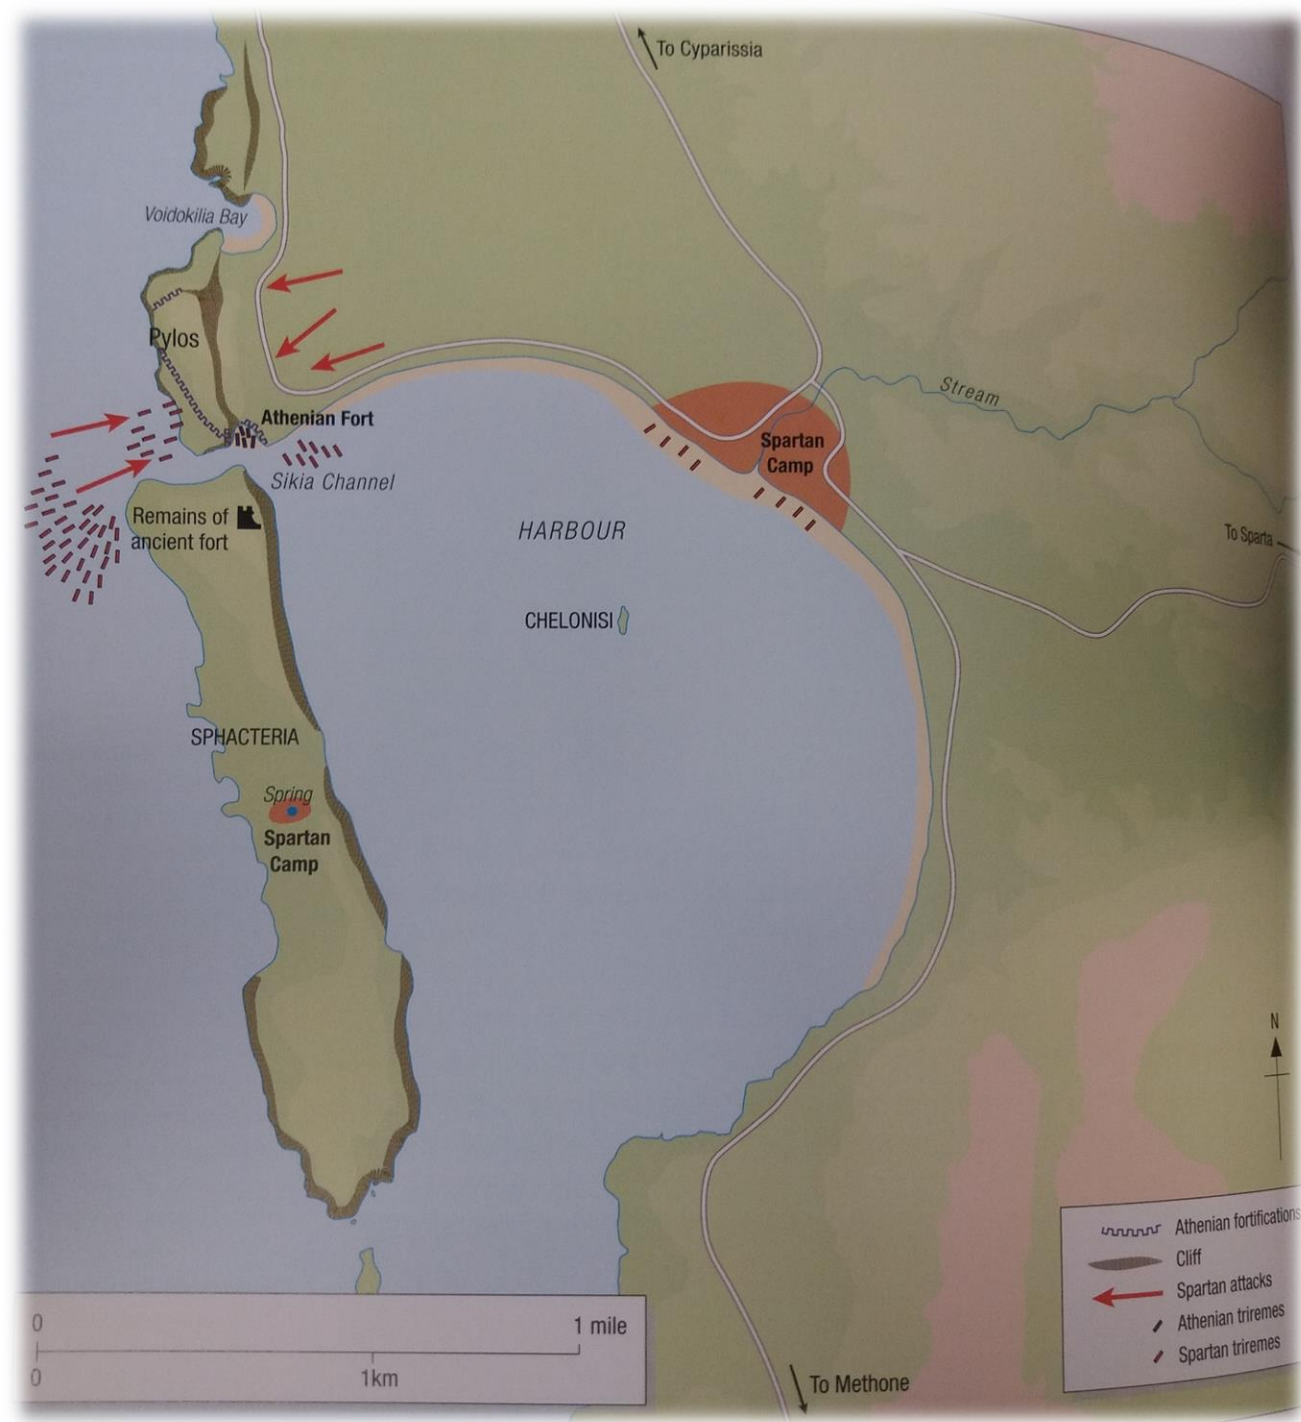 To Cyparissia
Voidokilia Bay
Pylos
Athenian Fort
Sikia Channel
Stream
Spartan
Camp
Remains of
ancient fort
HARBOUR
To Sparta
CHELONISI
SPHACTERIA
Spring
Spartan
Camp
N
Athenian fortifications
Cliff
Spartan attacks
Athenian triremes
Spartan triremes
0
1 mile
0
1km
To Methone